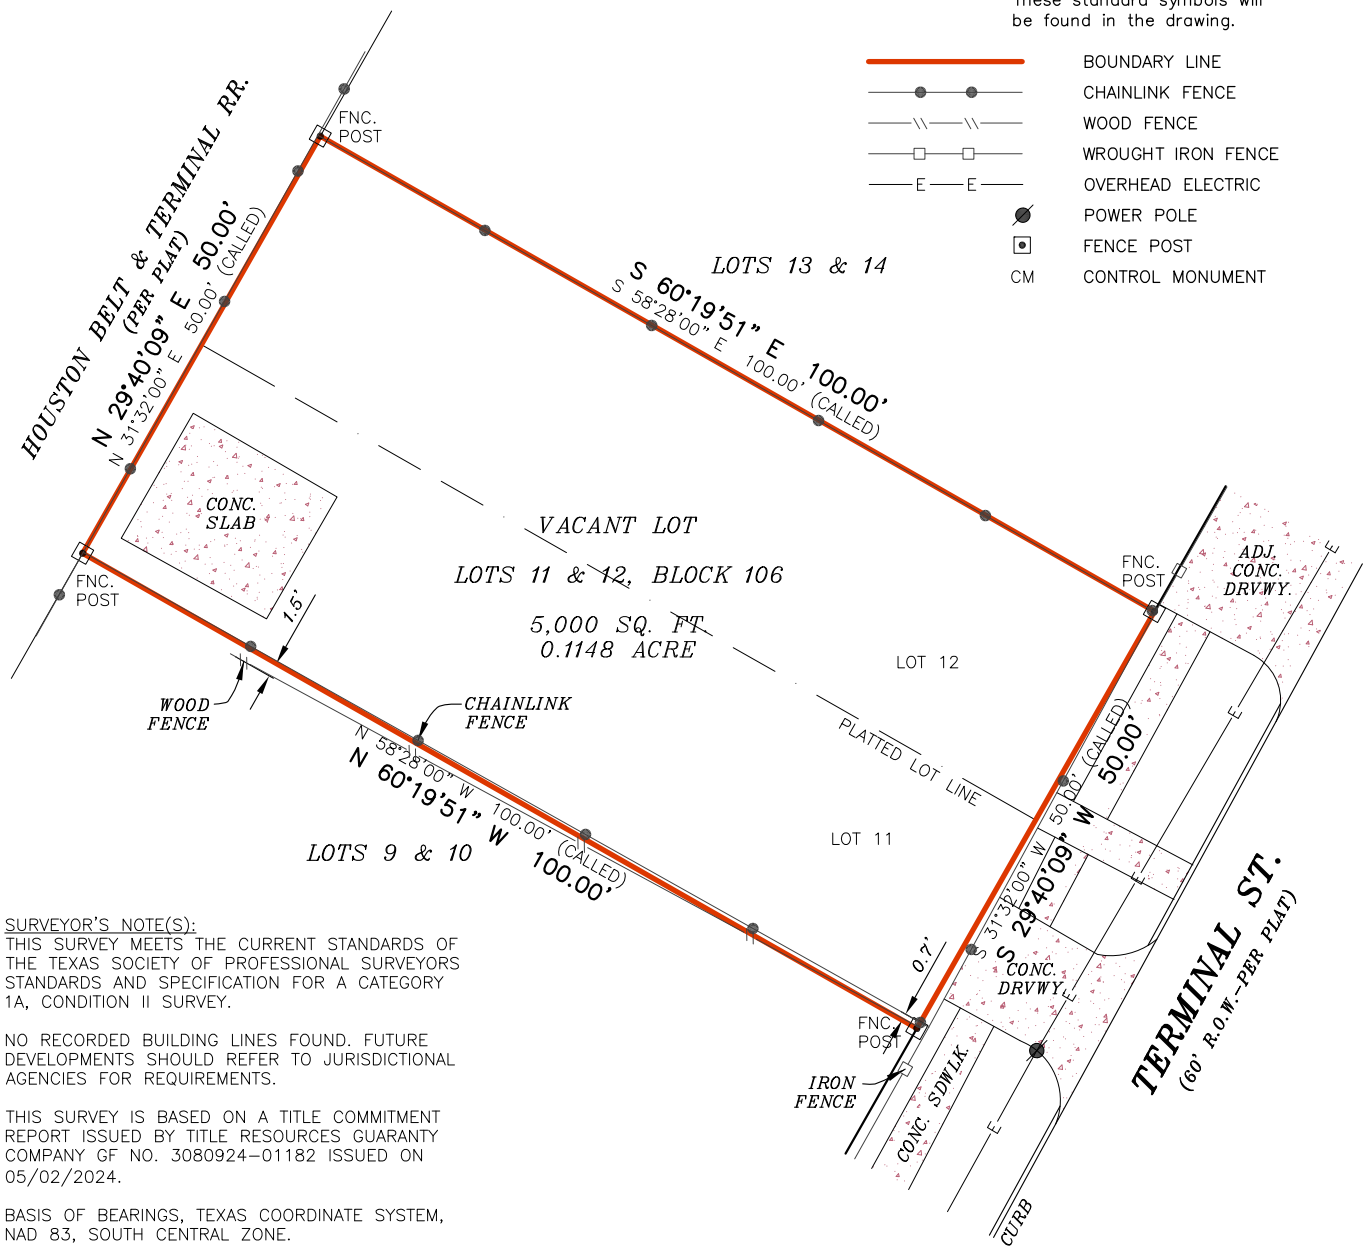 These standard symbols will
be found in the drawing.
BOUNDARY LINE
CHAINLINK FENCE
WOOD FENCE
WROUGHT IRON FENCE
E E OVERHEAD ELECTRIC
POWER POLE
FENCE POST
CM CONTROL MONUMENT
HOUSTON BELT & TERMINAL RR.
(PER PLAT)
N 29°40'09" E 50.00'
N 31°32'00" E 50.00' (CALLED)
FNC.
POST
LOTS 13 & 14
S 60°19'51" E 100.00'
S 58°28'00" E 100.00'
(CALLED)
CONC.
SLAB
VACANT LOT
LOTS 11 & 12, BLOCK 106
5,000 SQ. FT.
0.1148 ACRE
FNC.
POST
1.5'
WOOD
FENCE
CHAINLINK
FENCE
N 58°28'00" W 100.00' (CALLED)
N 60°19'51" W 100.00'
LOTS 9 & 10
LOT 12
PLATTED LOT LINE
LOT 11
FNC.
POST
ADJ.
CONC.
DRVWY.
E
E
E
E
E
S 31°32'00" W 50.00' (CALLED)
S 29°40'09" W 50.00'
0.7'
CONC.
DRVWY.
FNC.
POST
IRON
FENCE
CONC. SDWLK.
CURB
TERMINAL ST.
(60' R.O.W.-PER PLAT)
SURVEYOR'S NOTE(S):
THIS SURVEY MEETS THE CURRENT STANDARDS OF
THE TEXAS SOCIETY OF PROFESSIONAL SURVEYORS
STANDARDS AND SPECIFICATION FOR A CATEGORY
1A, CONDITION II SURVEY.
NO RECORDED BUILDING LINES FOUND. FUTURE
DEVELOPMENTS SHOULD REFER TO JURISDICTIONAL
AGENCIES FOR REQUIREMENTS.
THIS SURVEY IS BASED ON A TITLE COMMITMENT
REPORT ISSUED BY TITLE RESOURCES GUARANTY
COMPANY GF NO. 3080924-01182 ISSUED ON
05/02/2024.
BASIS OF BEARINGS, TEXAS COORDINATE SYSTEM,
NAD 83, SOUTH CENTRAL ZONE.